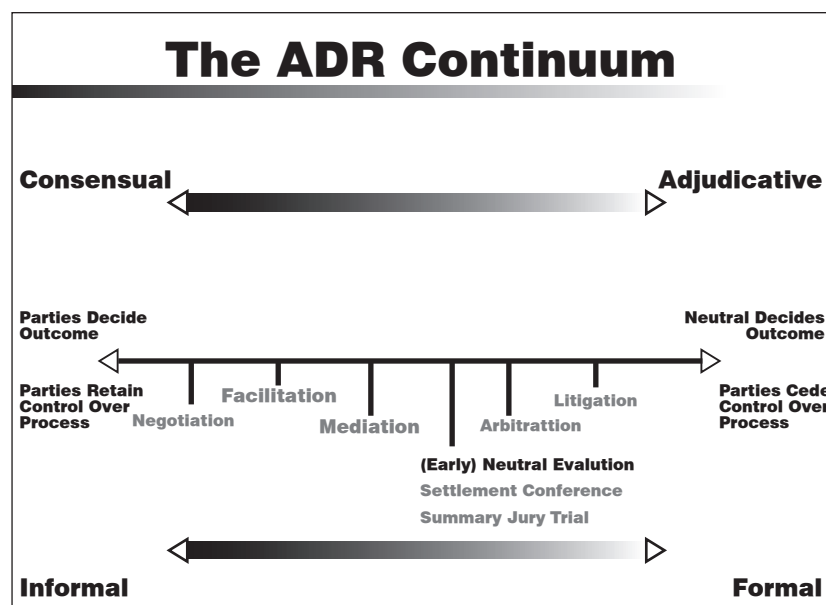 The ADR Continuum
Consensual
Adjudicative
Parties Decide
Outcome
Neutral Decides
Outcome
Parties Retain
Control Over
Process
Negotiation
Facilitation
Mediation
Arbitrattion
Litigation
Parties Cede
Control Over
Process
(Early) Neutral Evalution
Settlement Conference
Summary Jury Trial
Informal
Formal